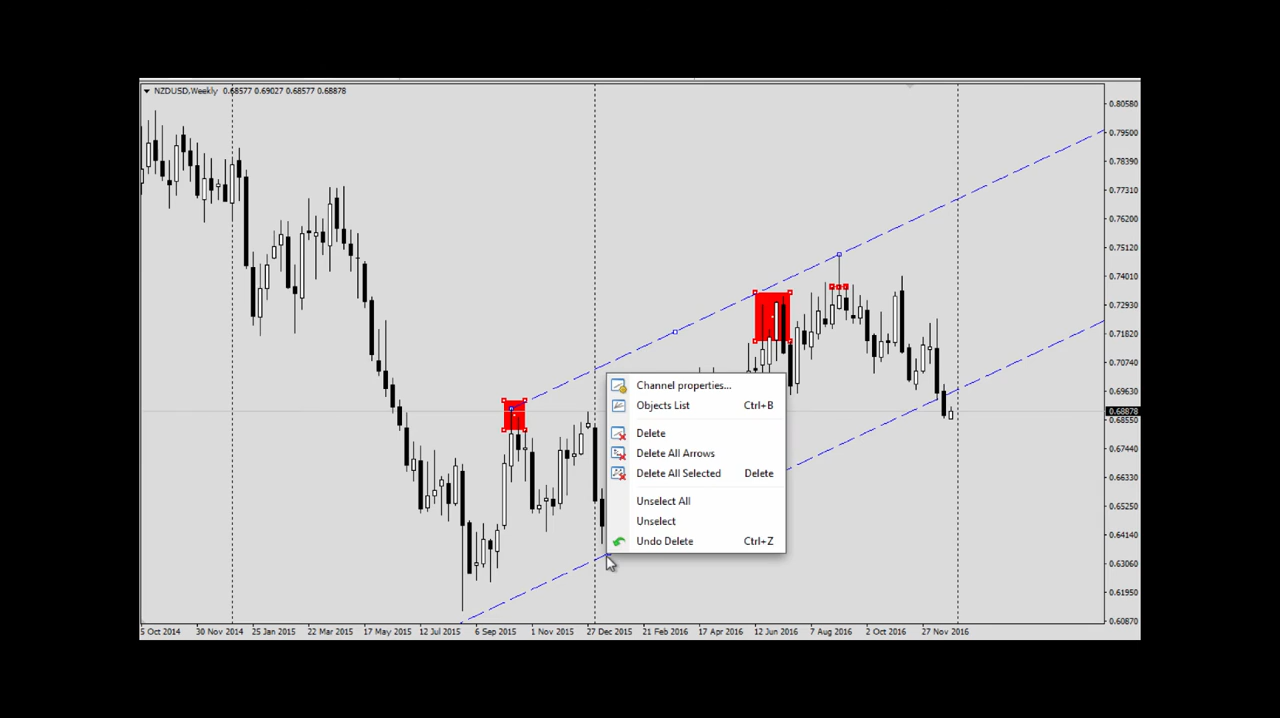 NZDUSD,Weekly 0.68577 0.69027 0.68577 0.68878
0.80580
0.79500
0.78390
0.77310
0.76200
0.75120
0.74010
0.72930
0.71820
0.70740
0.69630
0.68878
0.68550
0.67440
0.66330
0.65250
0.64140
0.63060
0.61950
0.60870
Channel properties...
Objects List Ctrl+B
Delete
Delete All Arrows
Delete All Selected Delete
Unselect All
Unselect
Undo Delete Ctrl+Z
5 Oct 2014 30 Nov 2014 25 Jan 2015 22 Mar 2015 17 May 2015 12 Jul 2015 6 Sep 2015 1 Nov 2015 27 Dec 2015 21 Feb 2016 17 Apr 2016 12 Jun 2016 7 Aug 2016 2 Oct 2016 27 Nov 2016